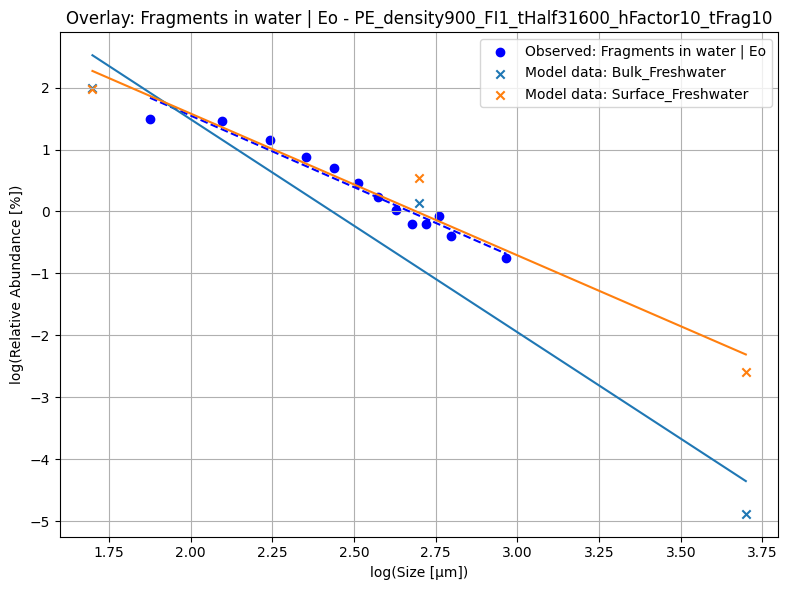 Overlay: Fragments in water | Eo - PE_density900_FI1_tHalf31600_hFactor10_tFrag10
Observed: Fragments in water | Eo
Model data: Bulk_Freshwater
Model data: Surface_Freshwater
log(Relative Abundance [%])
2
1
0
−1
−2
−3
−4
−5
1.75
2.00
2.25
2.50
2.75
3.00
3.25
3.50
3.75
log(Size [µm])